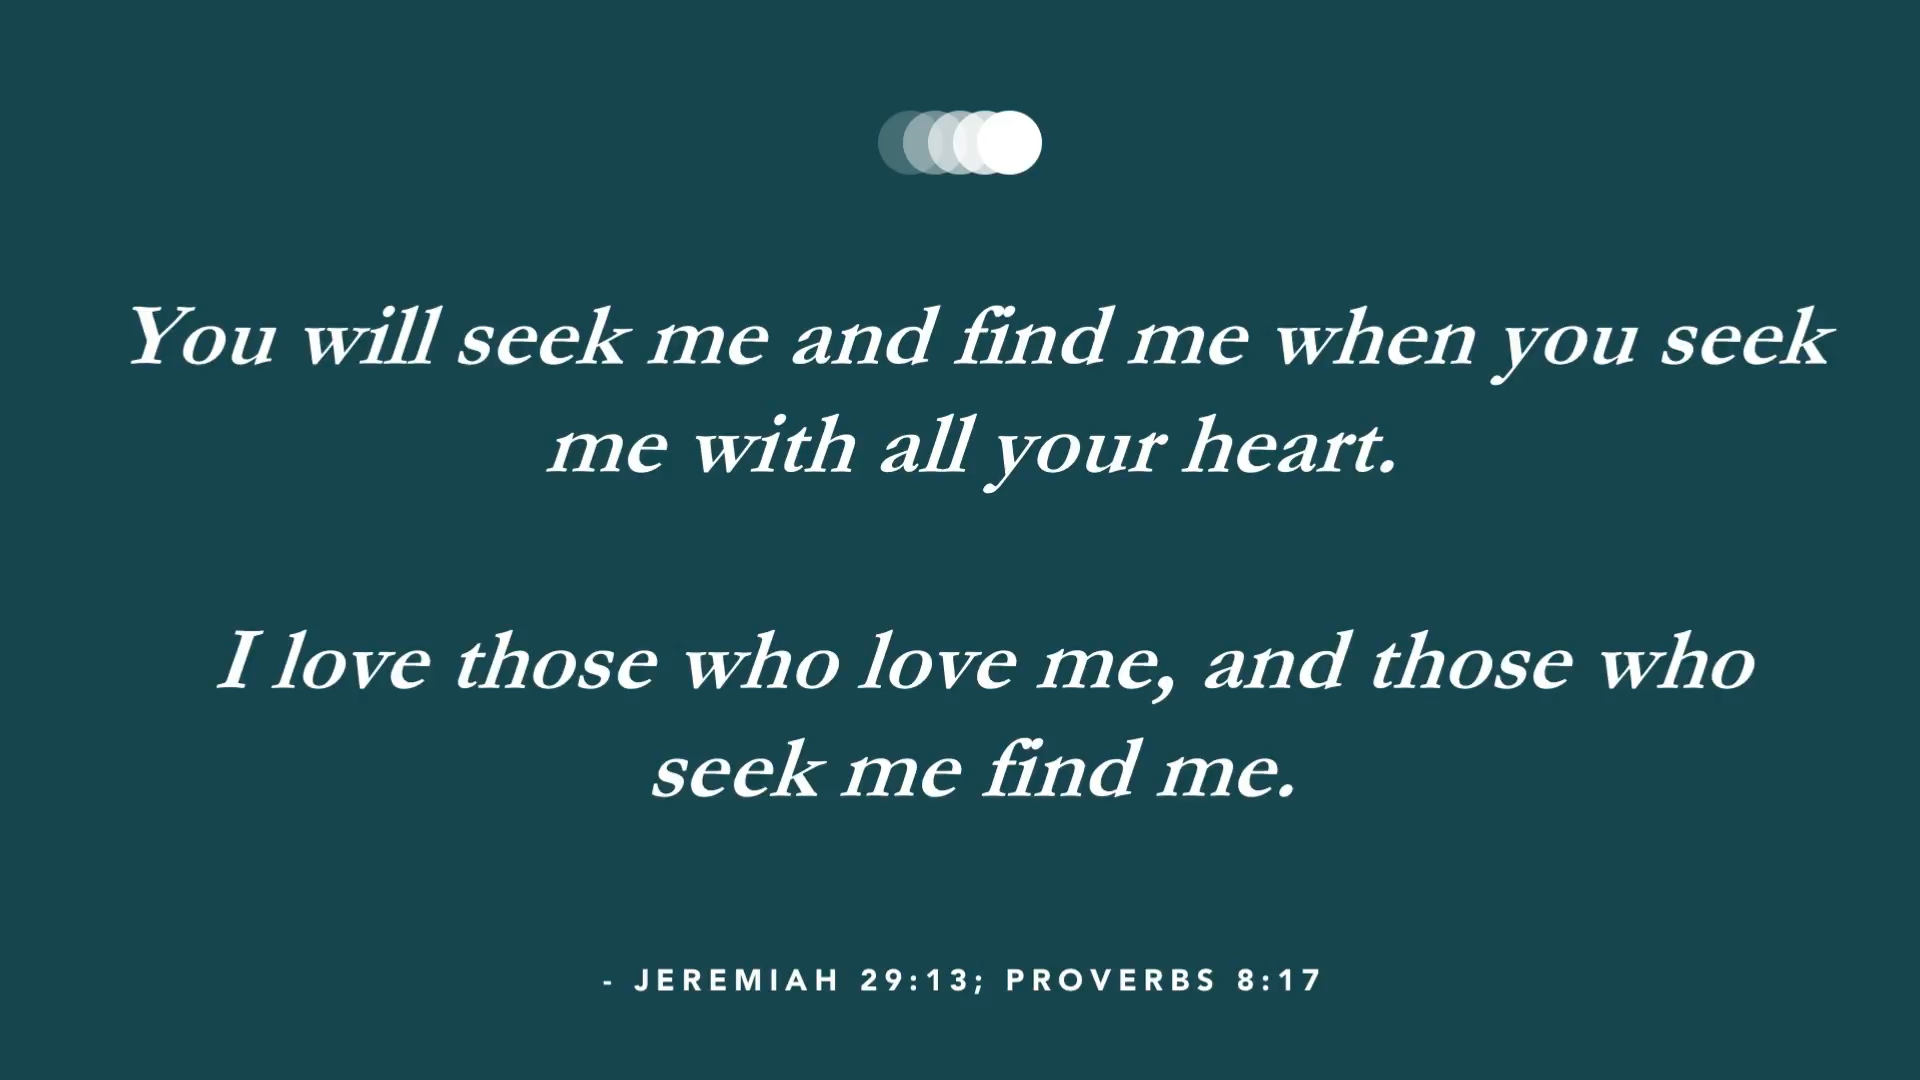 You will seek me and find me when you seek
me with all your heart.
I love those who love me, and those who
seek me find me.
- JEREMIAH 29:13; PROVERBS 8:17